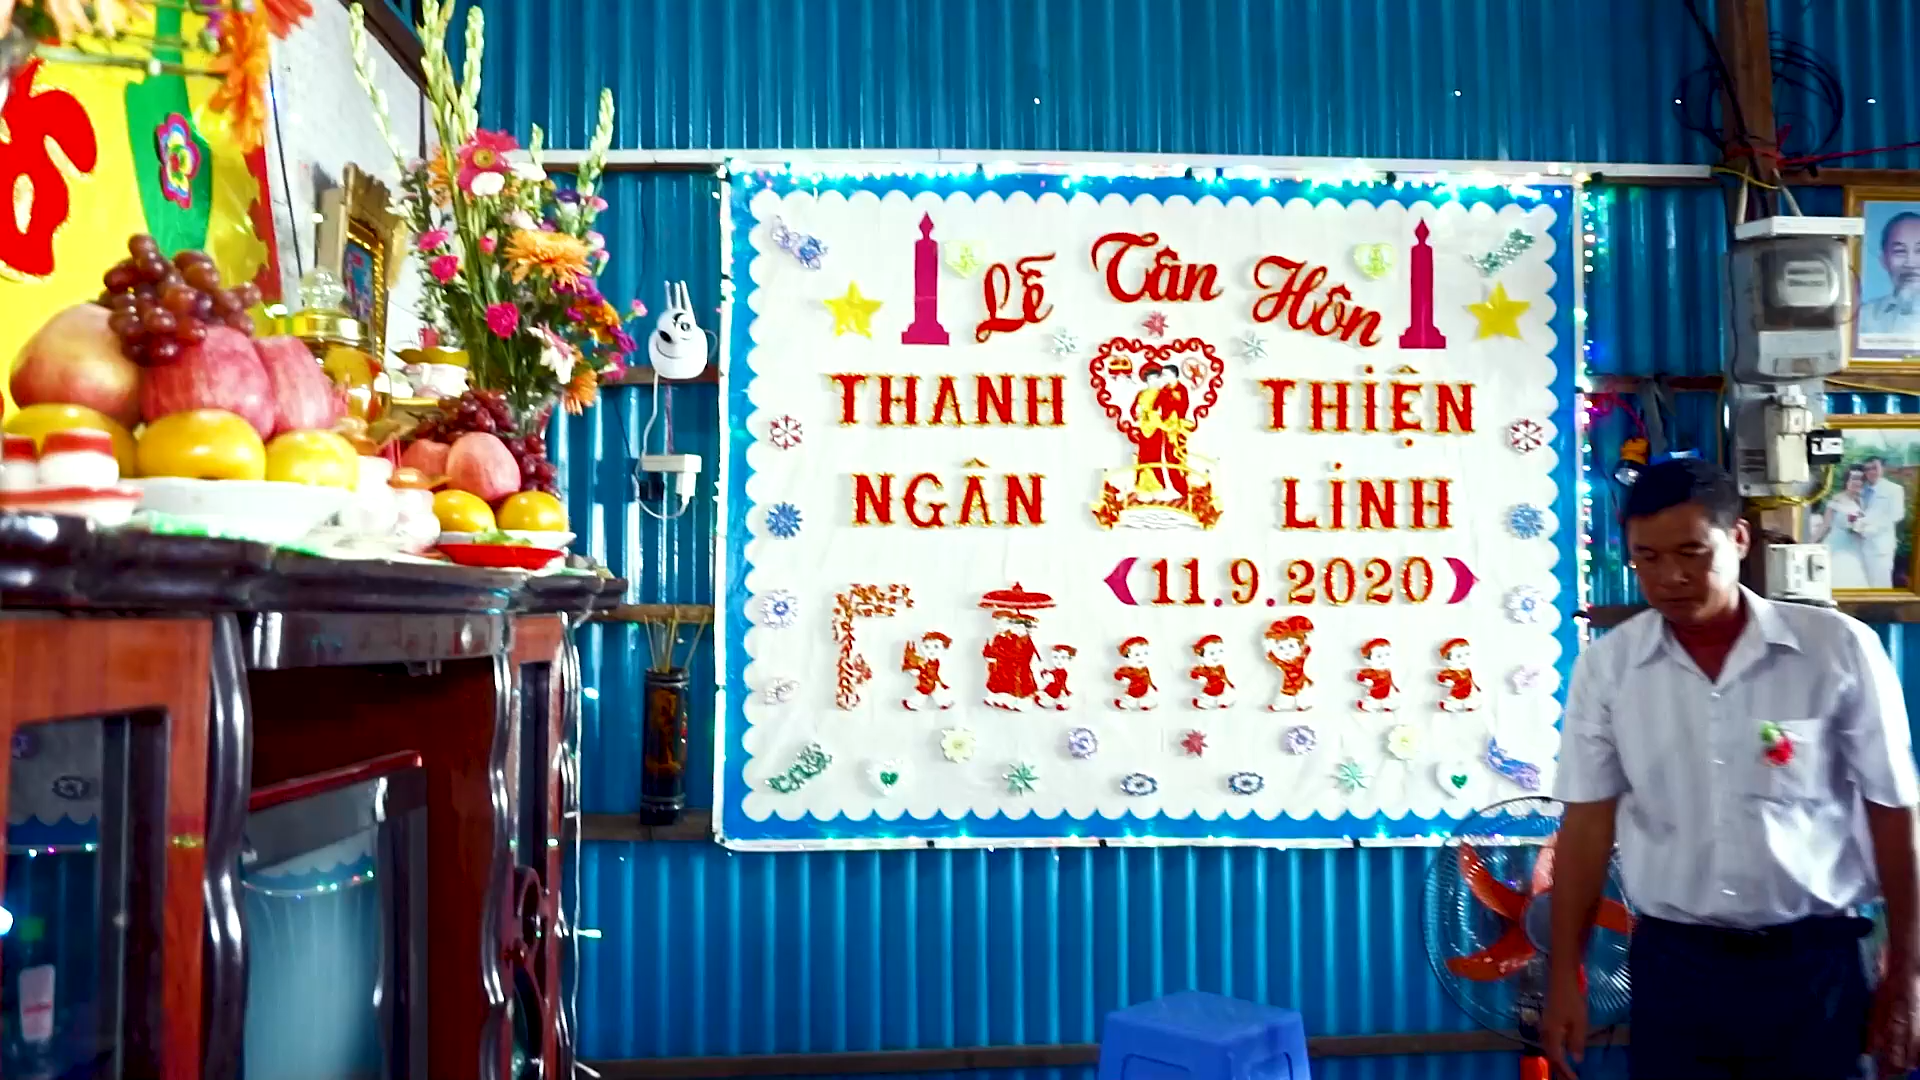 Lễ Tân Hôn
THANH THIỆN
NGÂN LINH
11.9.2020